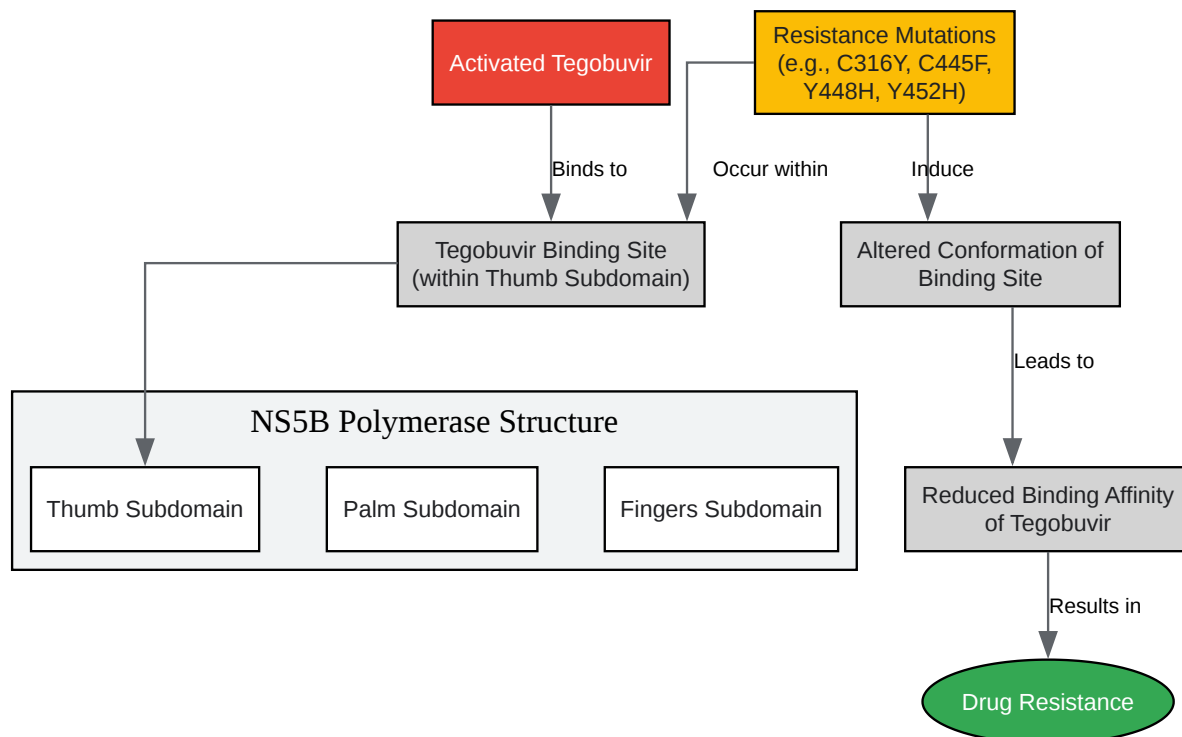 Activated Tegobuvir
Resistance Mutations
(e.g., C316Y, C445F,
Y448H, Y452H)
Binds to
Occur within
Induce
Tegobuvir Binding Site
(within Thumb Subdomain)
Altered Conformation of
Binding Site
Leads to
NS5B Polymerase Structure
Thumb Subdomain
Palm Subdomain
Fingers Subdomain
Reduced Binding Affinity
of Tegobuvir
Results in
Drug Resistance